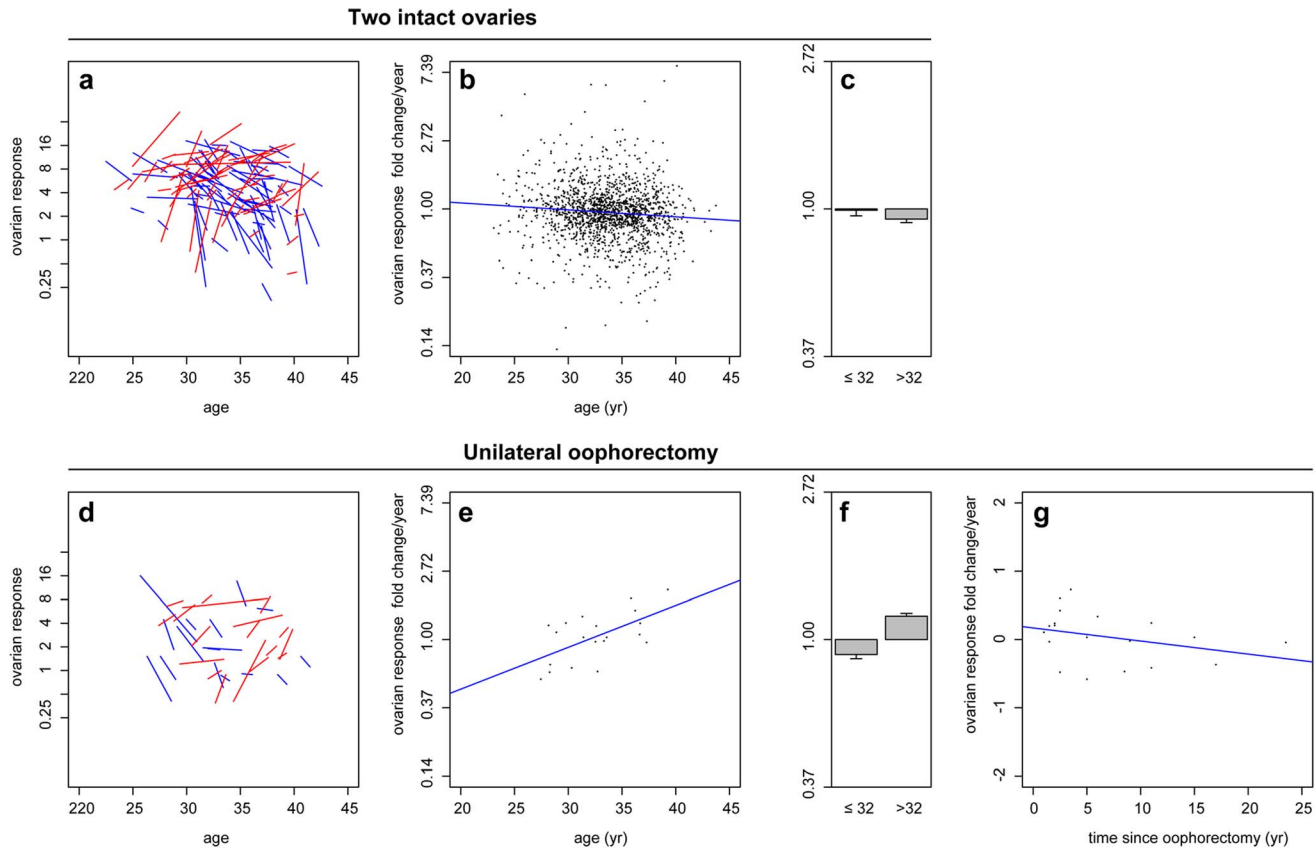 Two intact ovaries
a
ovarian response
16
8
4
2
1
0.25
220 25 30 35 40 45
age
b
ovarian response fold change/year
7.39
2.72
1.00
0.37
0.14
20 25 30 35 40 45
age (yr)
c
2.72
1.00
0.37
≤ 32 >32
Unilateral oophorectomy
d
ovarian response
16
8
4
2
1
0.25
220 25 30 35 40 45
age
e
ovarian response fold change/year
7.39
2.72
1.00
0.37
0.14
20 25 30 35 40 45
age (yr)
f
2.72
1.00
0.37
≤ 32 >32
g
ovarian response fold change/year
2
1
0
-1
-2
0 5 10 15 20 25
time since oophorectomy (yr)